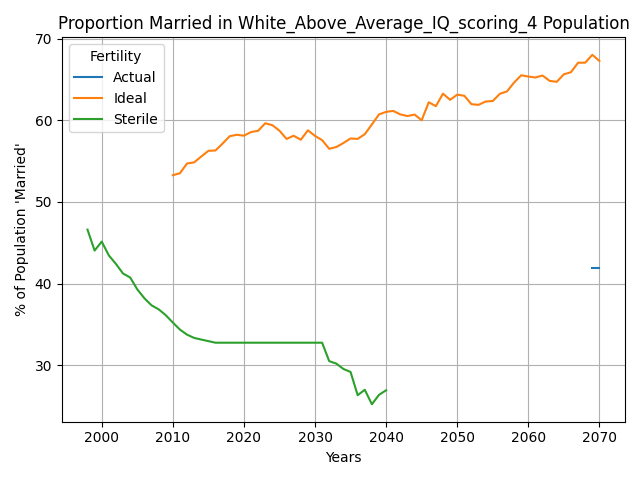 Proportion Married in White_Above_Average_IQ_scoring_4 Population
% of Population 'Married'
70
60
50
40
30
Fertility
Actual
Ideal
Sterile
2000 2010 2020 2030 2040 2050 2060 2070
Years